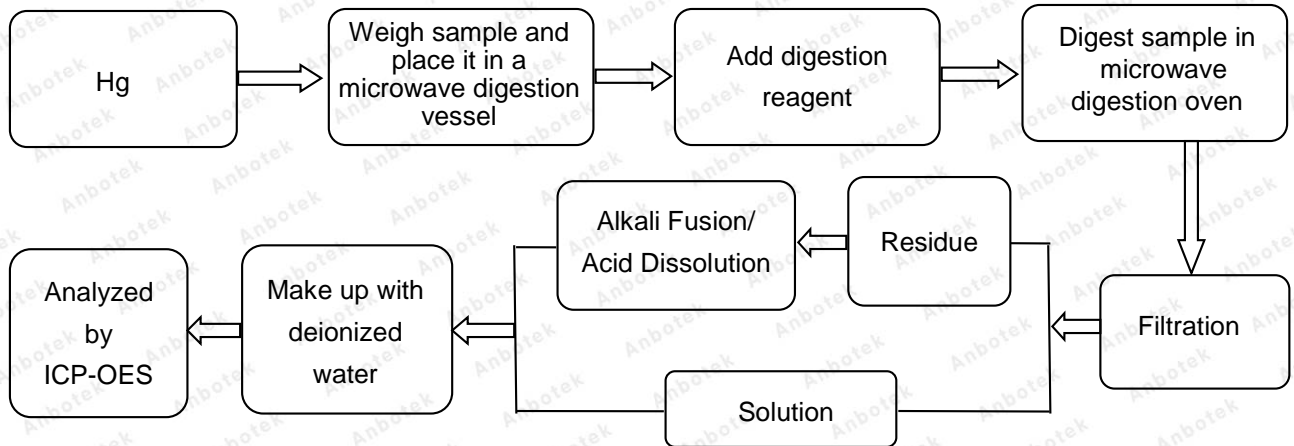 Hg
Weigh sample and
place it in a
microwave digestion
vessel
Add digestion
reagent
Digest sample in
microwave
digestion oven
Filtration
Residue
Alkali Fusion/
Acid Dissolution
Solution
Make up with
deionized
water
Analyzed
by
ICP-OES
Anbotek